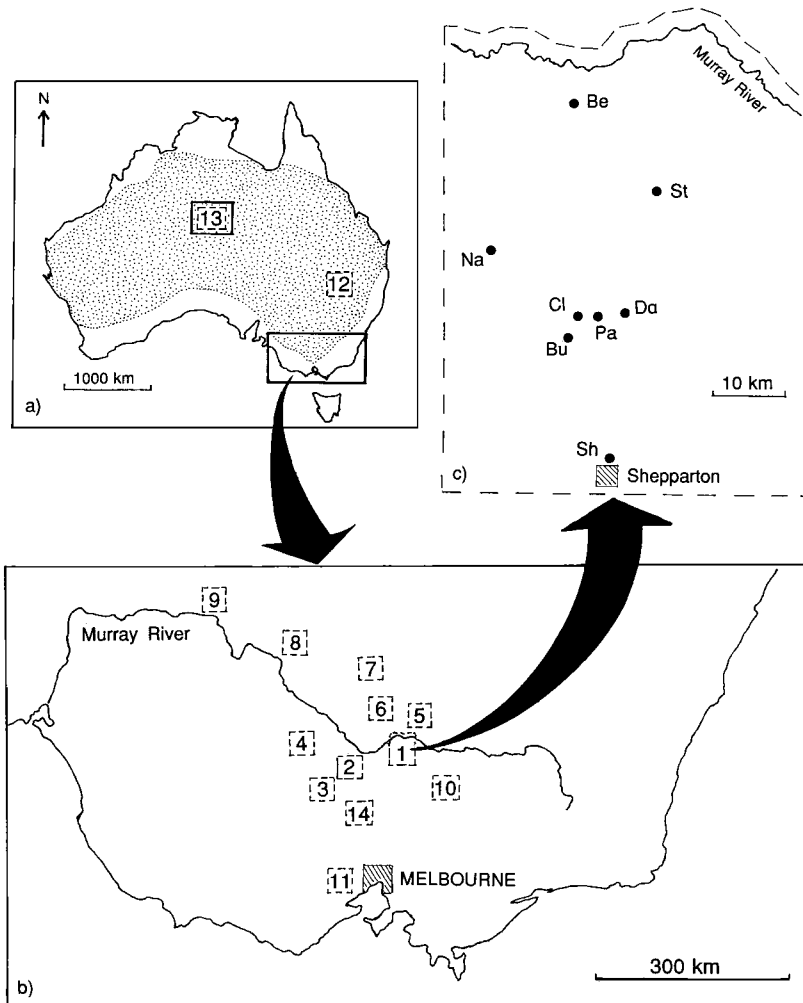 N
13
12
1000 km
a)
Murray River
Be
St
Na
Cl
Pa
Da
Bu
10 km
Sh
c)
Shepparton
9
Murray River
8
7
6
5
4
1
2
3
10
14
11
MELBOURNE
300 km
b)